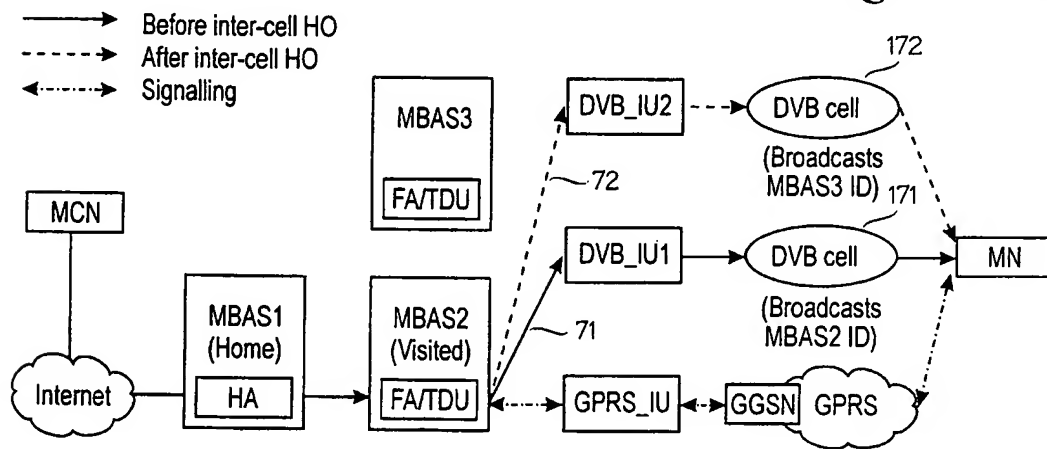 Before inter-cell HO
After inter-cell HO
Signalling
172
MBAS3
FA/TDU
DVB_IU2
DVB cell
(Broadcasts
MBAS3 ID)
72
171
MCN
DVB_IU1
DVB cell
MN
(Broadcasts
MBAS2 ID)
71
MBAS1
(Home)
HA
MBAS2
(Visited)
FA/TDU
Internet
GPRS_IU
GGSN
GPRS